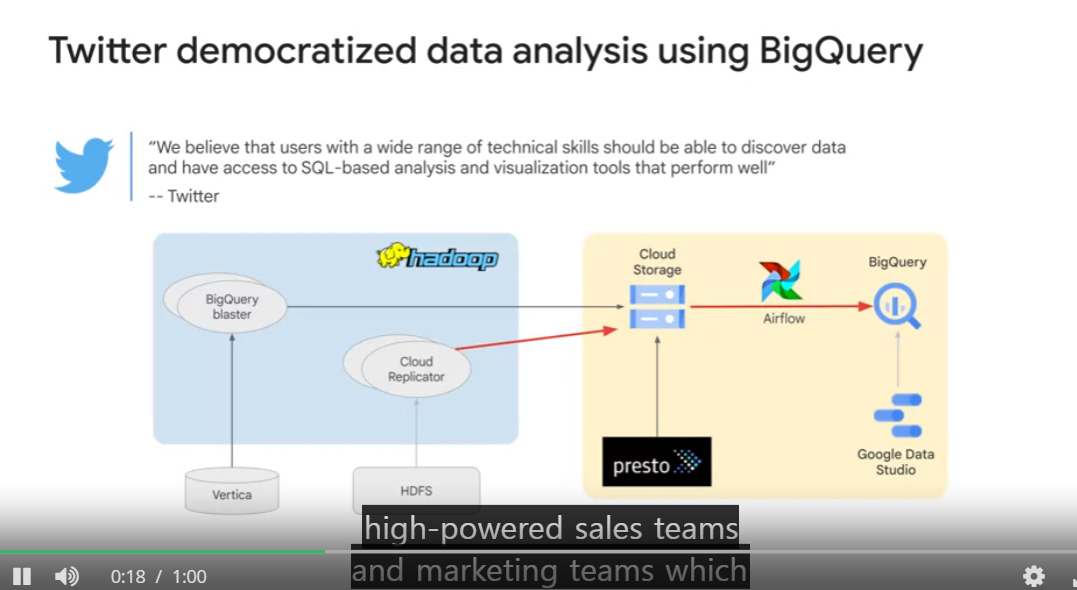 Twitter democratized data analysis using BigQuery
“We believe that users with a wide range of technical skills should be able to discover data
and have access to SQL-based analysis and visualization tools that perform well”
-- Twitter
hadoop
BigQuery
blaster
Cloud
Replicator
Vertica
HDFS
Cloud
Storage
Airflow
BigQuery
presto
Google Data
Studio
high-powered sales teams
and marketing teams which
0:18 / 1:00